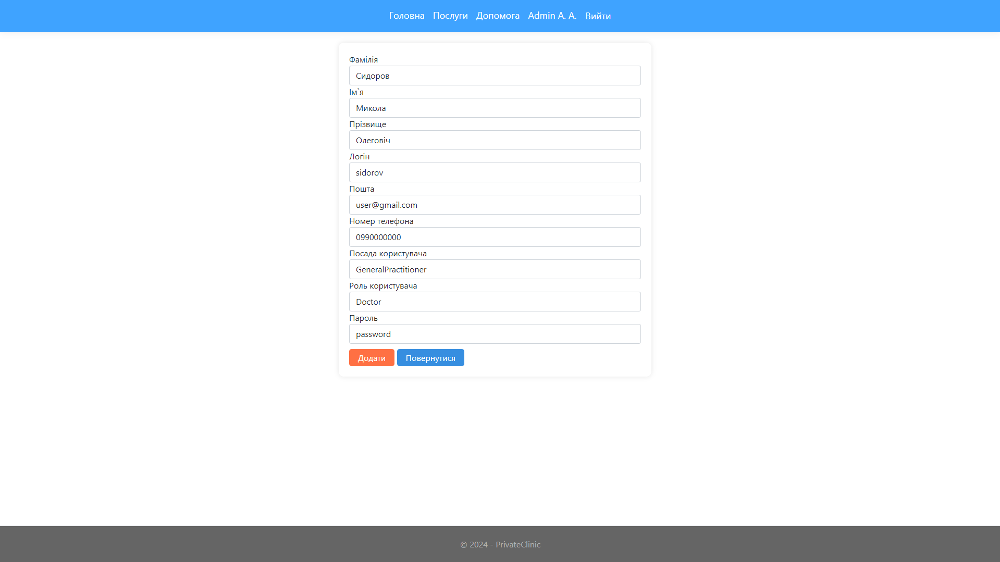 Головна Послуги Допомога Admin A. A. Вийти
Фамілія
Сидоров
Ім`я
Микола
Прізвище
Олеговіч
Логін
sidorov
Пошта
user@gmail.com
Номер телефона
0990000000
Посада користувача
GeneralPractitioner
Роль користувача
Doctor
Пароль
password
Додати Повернутися
© 2024 - PrivateClinic